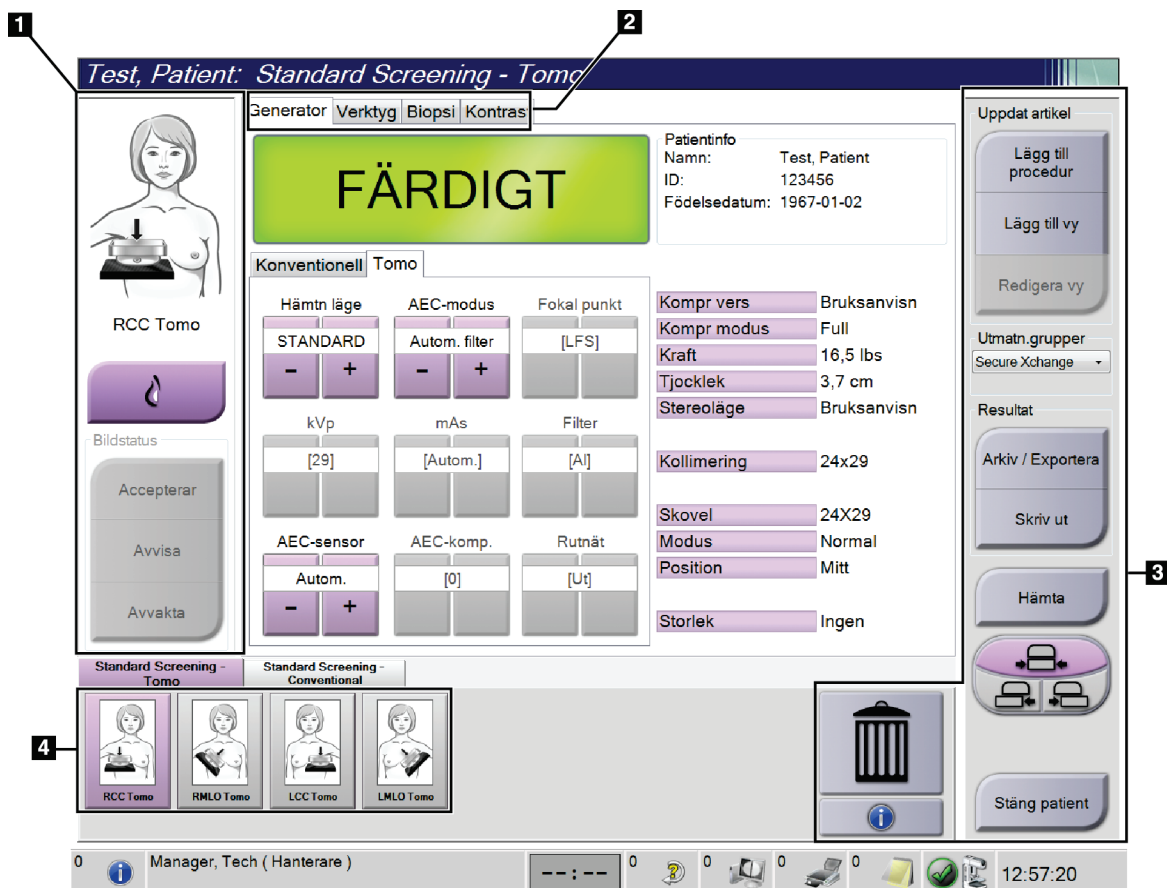 1
2
Test, Patient: Standard Screening - Tomo
Generator Verktyg Biopsi Kontras
FÄRDIGT
Patientinfo
Namn: Test, Patient
ID: 123456
Födelsedatum: 1967-01-02
RCC Tomo
Bildstatus
Accepterar
Avvisa
Avvakta
Konventionell Tomo
Hämtn läge AEC-modus Fokal punkt
STANDARD Autom. filter [LFS]
- + - +
kVp mAs Filter
[29] [Autom.] [Al]
AEC-sensor AEC-komp. Rutnät
Autom. [0] [Ut]
- +
Kompr vers Bruksanvisn
Kompr modus Full
Kraft 16,5 lbs
Tjocklek 3,7 cm
Stereoläge Bruksanvisn
Kollimering 24x29
Skovel 24X29
Modus Normal
Position Mitt
Storlek Ingen
Uppdat artikel
Lägg till
procedur
Lägg till vy
Redigera vy
Utmatn.grupper
Secure Xchange
Resultat
Arkiv / Exportera
Skriv ut
3
Hämta
Stäng patient
Standard Screening -
Tomo
Standard Screening -
Conventional
4
RCC Tomo RMLO Tomo LCC Tomo LMLO Tomo
0 Manager, Tech ( Hanterare ) --:-- 0 0 0 0 12:57:20